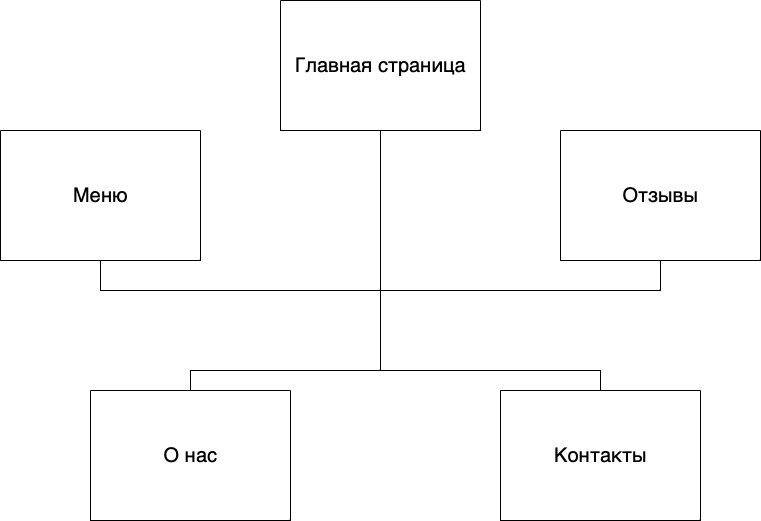 Главная страница
Меню
Отзывы
О нас
Контакты